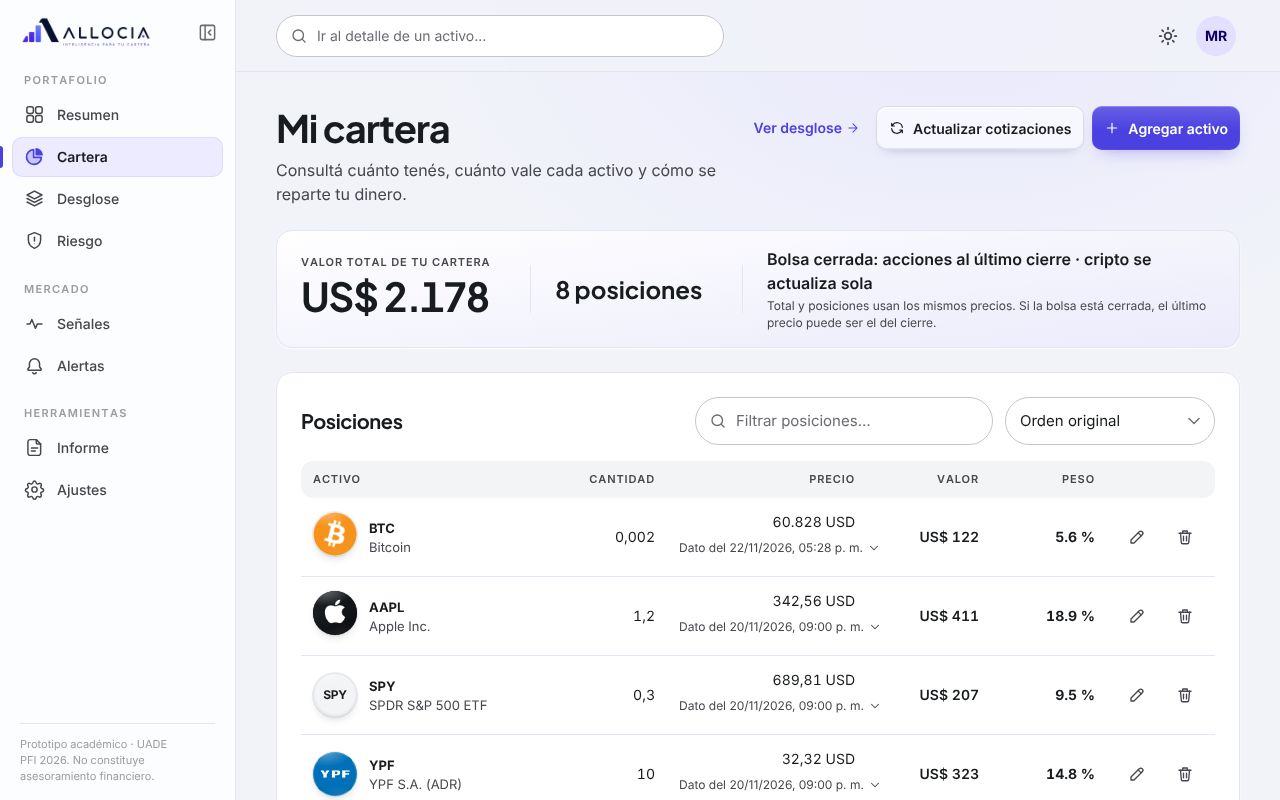 ALLOCIA
INTELIGENCIA PARA TU CARTERA
Ir al detalle de un activo...
MR
PORTAFOLIO
Resumen
Cartera
Desglose
Riesgo
MERCADO
Señales
Alertas
HERRAMIENTAS
Informe
Ajustes
Prototipo académico · UADE
PFI 2026. No constituye
asesoramiento financiero.
Mi cartera
Ver desglose
Actualizar cotizaciones
Agregar activo
Consultá cuánto tenés, cuánto vale cada activo y cómo se
reparte tu dinero.
VALOR TOTAL DE TU CARTERA
US$ 2.178
8 posiciones
Bolsa cerrada: acciones al último cierre · cripto se
actualiza sola
Total y posiciones usan los mismos precios. Si la bolsa está cerrada, el último
precio puede ser el del cierre.
Posiciones
Filtrar posiciones...
Orden original
ACTIVO CANTIDAD PRECIO VALOR PESO
BTC
Bitcoin
0,002
60.828 USD
Dato del 22/11/2026, 05:28 p. m.
US$ 122
5.6 %
AAPL
Apple Inc.
1,2
342,56 USD
Dato del 20/11/2026, 09:00 p. m.
US$ 411
18.9 %
SPY
SPY
SPDR S&P 500 ETF
0,3
689,81 USD
Dato del 20/11/2026, 09:00 p. m.
US$ 207
9.5 %
YPF
YPF
YPF S.A. (ADR)
10
32,32 USD
Dato del 20/11/2026, 09:00 p. m.
US$ 323
14.8 %